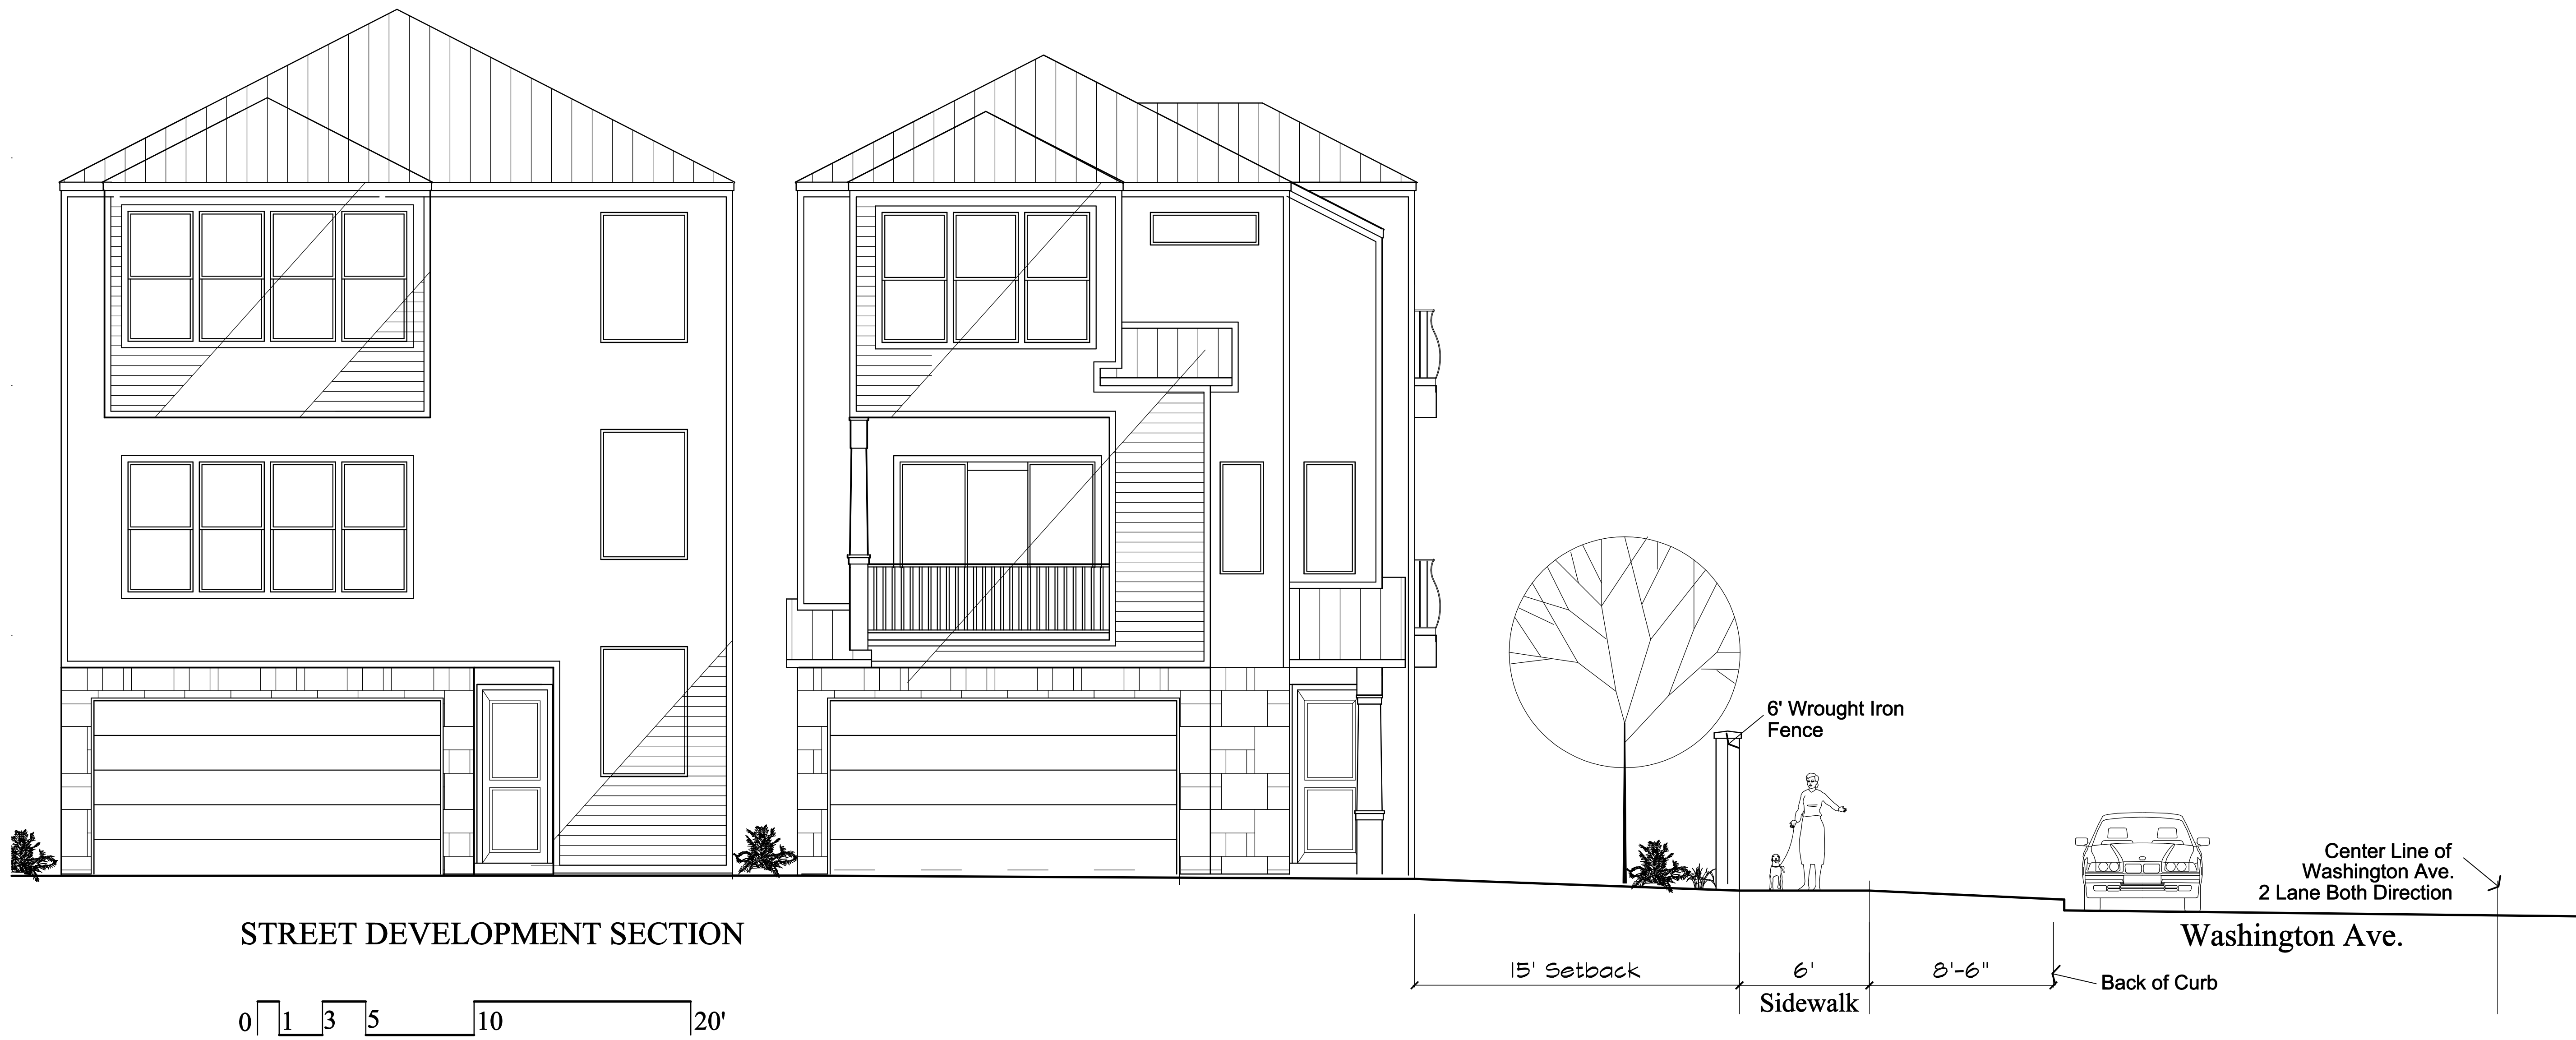 6' Wrought Iron
Fence
Center Line of
Washington Ave.
2 Lane Both Direction
STREET DEVELOPMENT SECTION
Washington Ave.
15' Setback
6'
8'-6"
Back of Curb
Sidewalk
0 1 3 5 10 20'